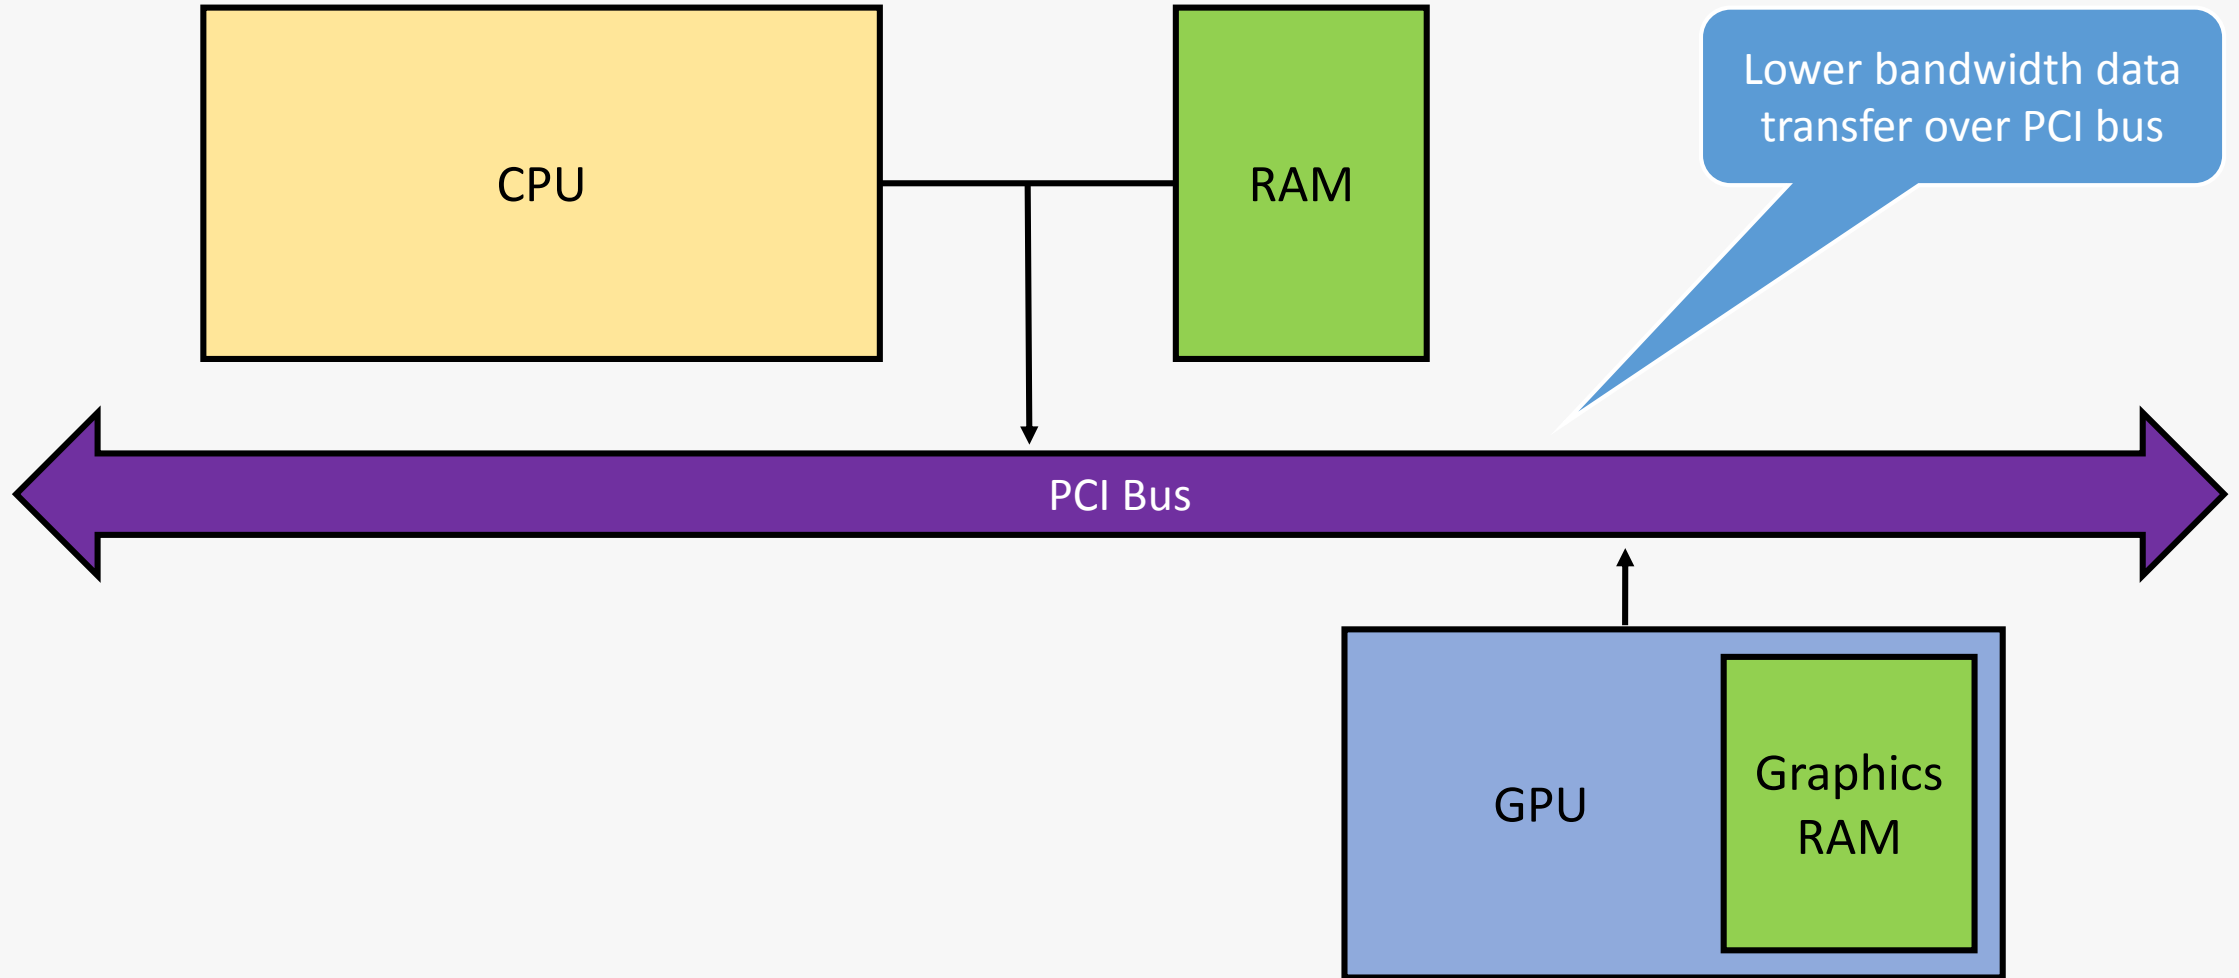 CPU
RAM
Lower bandwidth data
transfer over PCI bus
PCI Bus
GPU
Graphics
RAM